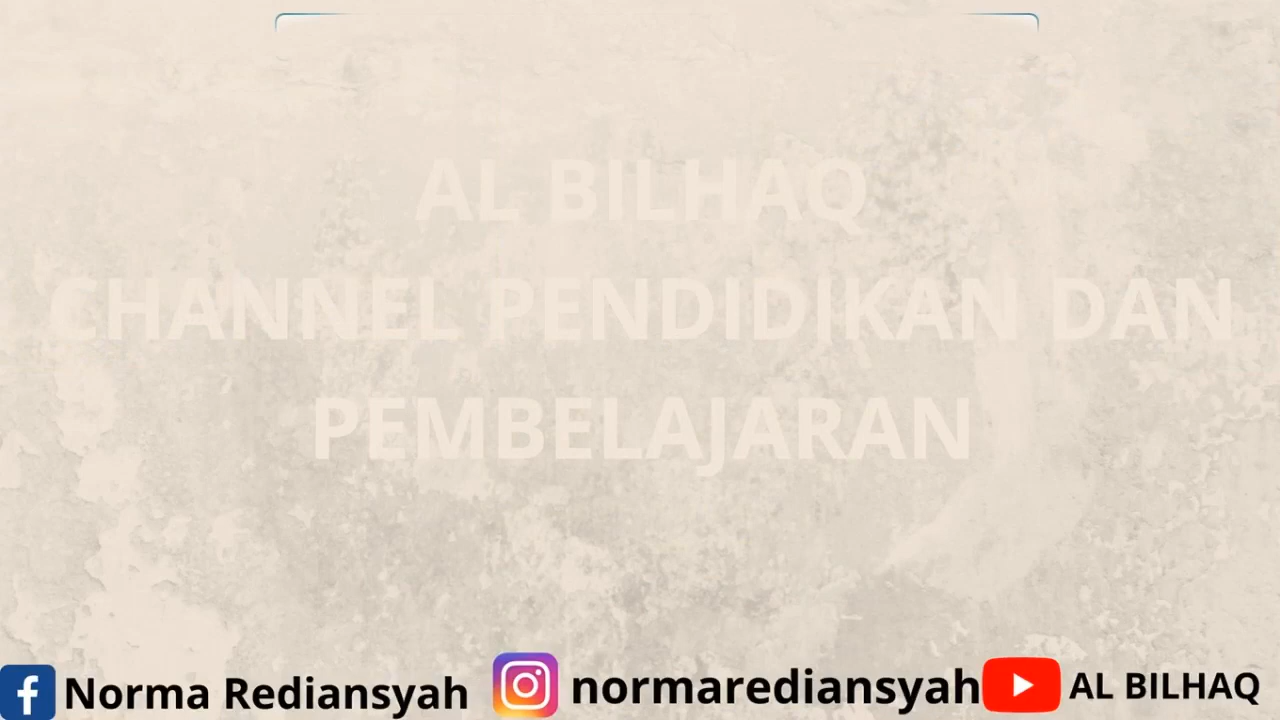 AL BILHAQ
CHANNEL PENDIDIKAN DAN
PEMBELAJARAN
Norma Rediansyah normarediansyah AL BILHAQ